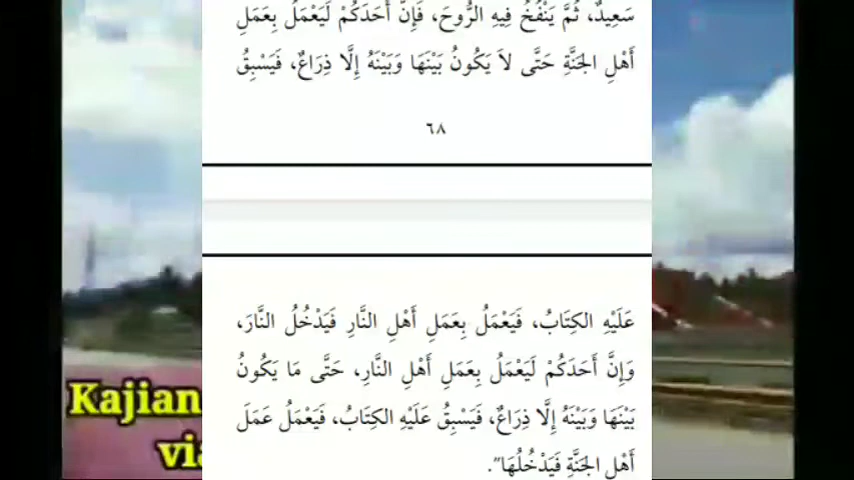 سَعِيدٌ، ثُمَّ يَنْفُخُ فِيهِ الرُّوحَ، فَإِنَّ أَحَدَكُمْ لَيَعْمَلُ بِعَمَلِ
أَهْلِ الجَنَّةِ حَتَّى لاَ يَكُونُ بَيْنَهَا وَبَيْنَهُ إِلَّا ذِرَاعٌ، فَيَسْبِقُ
٦٨
عَلَيْهِ الكِتَابُ، فَيَعْمَلُ بِعَمَلِ أَهْلِ النَّارِ فَيَدْخُلُ النَّارَ،
وَإِنَّ أَحَدَكُمْ لَيَعْمَلُ بِعَمَلِ أَهْلِ النَّارِ، حَتَّى مَا يَكُونُ
بَيْنَهَا وَبَيْنَهُ إِلَّا ذِرَاعٌ، فَيَسْبِقُ عَلَيْهِ الكِتَابُ، فَيَعْمَلُ عَمَلَ
أَهْلِ الجَنَّةِ فَيَدْخُلُهَا".
Kajian
via